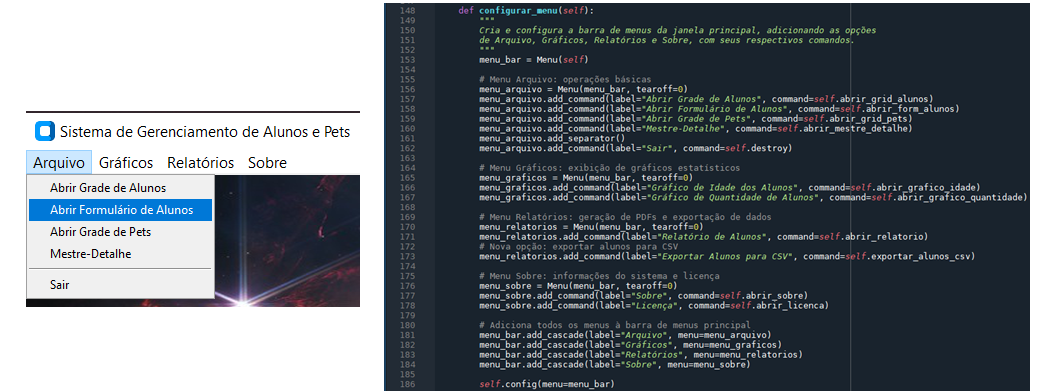 Sistema de Gerenciamento de Alunos e Pets
Arquivo Gráficos Relatórios Sobre
Abrir Grade de Alunos
Abrir Formulário de Alunos
Abrir Grade de Pets
Mestre-Detalhe
Sair
148 def configurar_menu(self):
149 """
150 Cria e configura a barra de menus da janela principal, adicionando as opções
151 de Arquivo, Gráficos, Relatórios e Sobre, com seus respectivos comandos.
152 """
153 menu_bar = Menu(self)
154
155 # Menu Arquivo: operações básicas
156 menu_arquivo = Menu(menu_bar, tearoff=0)
157 menu_arquivo.add_command(label="Abrir Grade de Alunos", command=self.abrir_grid_alunos)
158 menu_arquivo.add_command(label="Abrir Formulário de Alunos", command=self.abrir_form_alunos)
159 menu_arquivo.add_command(label="Abrir Grade de Pets", command=self.abrir_grid_pets)
160 menu_arquivo.add_command(label="Mestre-Detalhe", command=self.abrir_mestre_detalhe)
161 menu_arquivo.add_separator()
162 menu_arquivo.add_command(label="Sair", command=self.destroy)
163
164 # Menu Gráficos: exibição de gráficos estatísticos
165 menu_graficos = Menu(menu_bar, tearoff=0)
166 menu_graficos.add_command(label="Gráfico de Idade dos Alunos", command=self.abrir_grafico_idade)
167 menu_graficos.add_command(label="Gráfico de Quantidade de Alunos", command=self.abrir_grafico_quantidade)
168
169 # Menu Relatórios: geração de PDFs e exportação de dados
170 menu_relatorios = Menu(menu_bar, tearoff=0)
171 menu_relatorios.add_command(label="Relatório de Alunos", command=self.abrir_relatorio)
172 # Nova opção: exportar alunos para CSV
173 menu_relatorios.add_command(label="Exportar Alunos para CSV", command=self.exportar_alunos_csv)
174
175 # Menu Sobre: informações do sistema e licença
176 menu_sobre = Menu(menu_bar, tearoff=0)
177 menu_sobre.add_command(label="Sobre", command=self.abrir_sobre)
178 menu_sobre.add_command(label="Licença", command=self.abrir_licenca)
179
180 # Adiciona todos os menus à barra de menus principal
181 menu_bar.add_cascade(label="Arquivo", menu=menu_arquivo)
182 menu_bar.add_cascade(label="Gráficos", menu=menu_graficos)
183 menu_bar.add_cascade(label="Relatórios", menu=menu_relatorios)
184 menu_bar.add_cascade(label="Sobre", menu=menu_sobre)
185
186 self.config(menu=menu_bar)